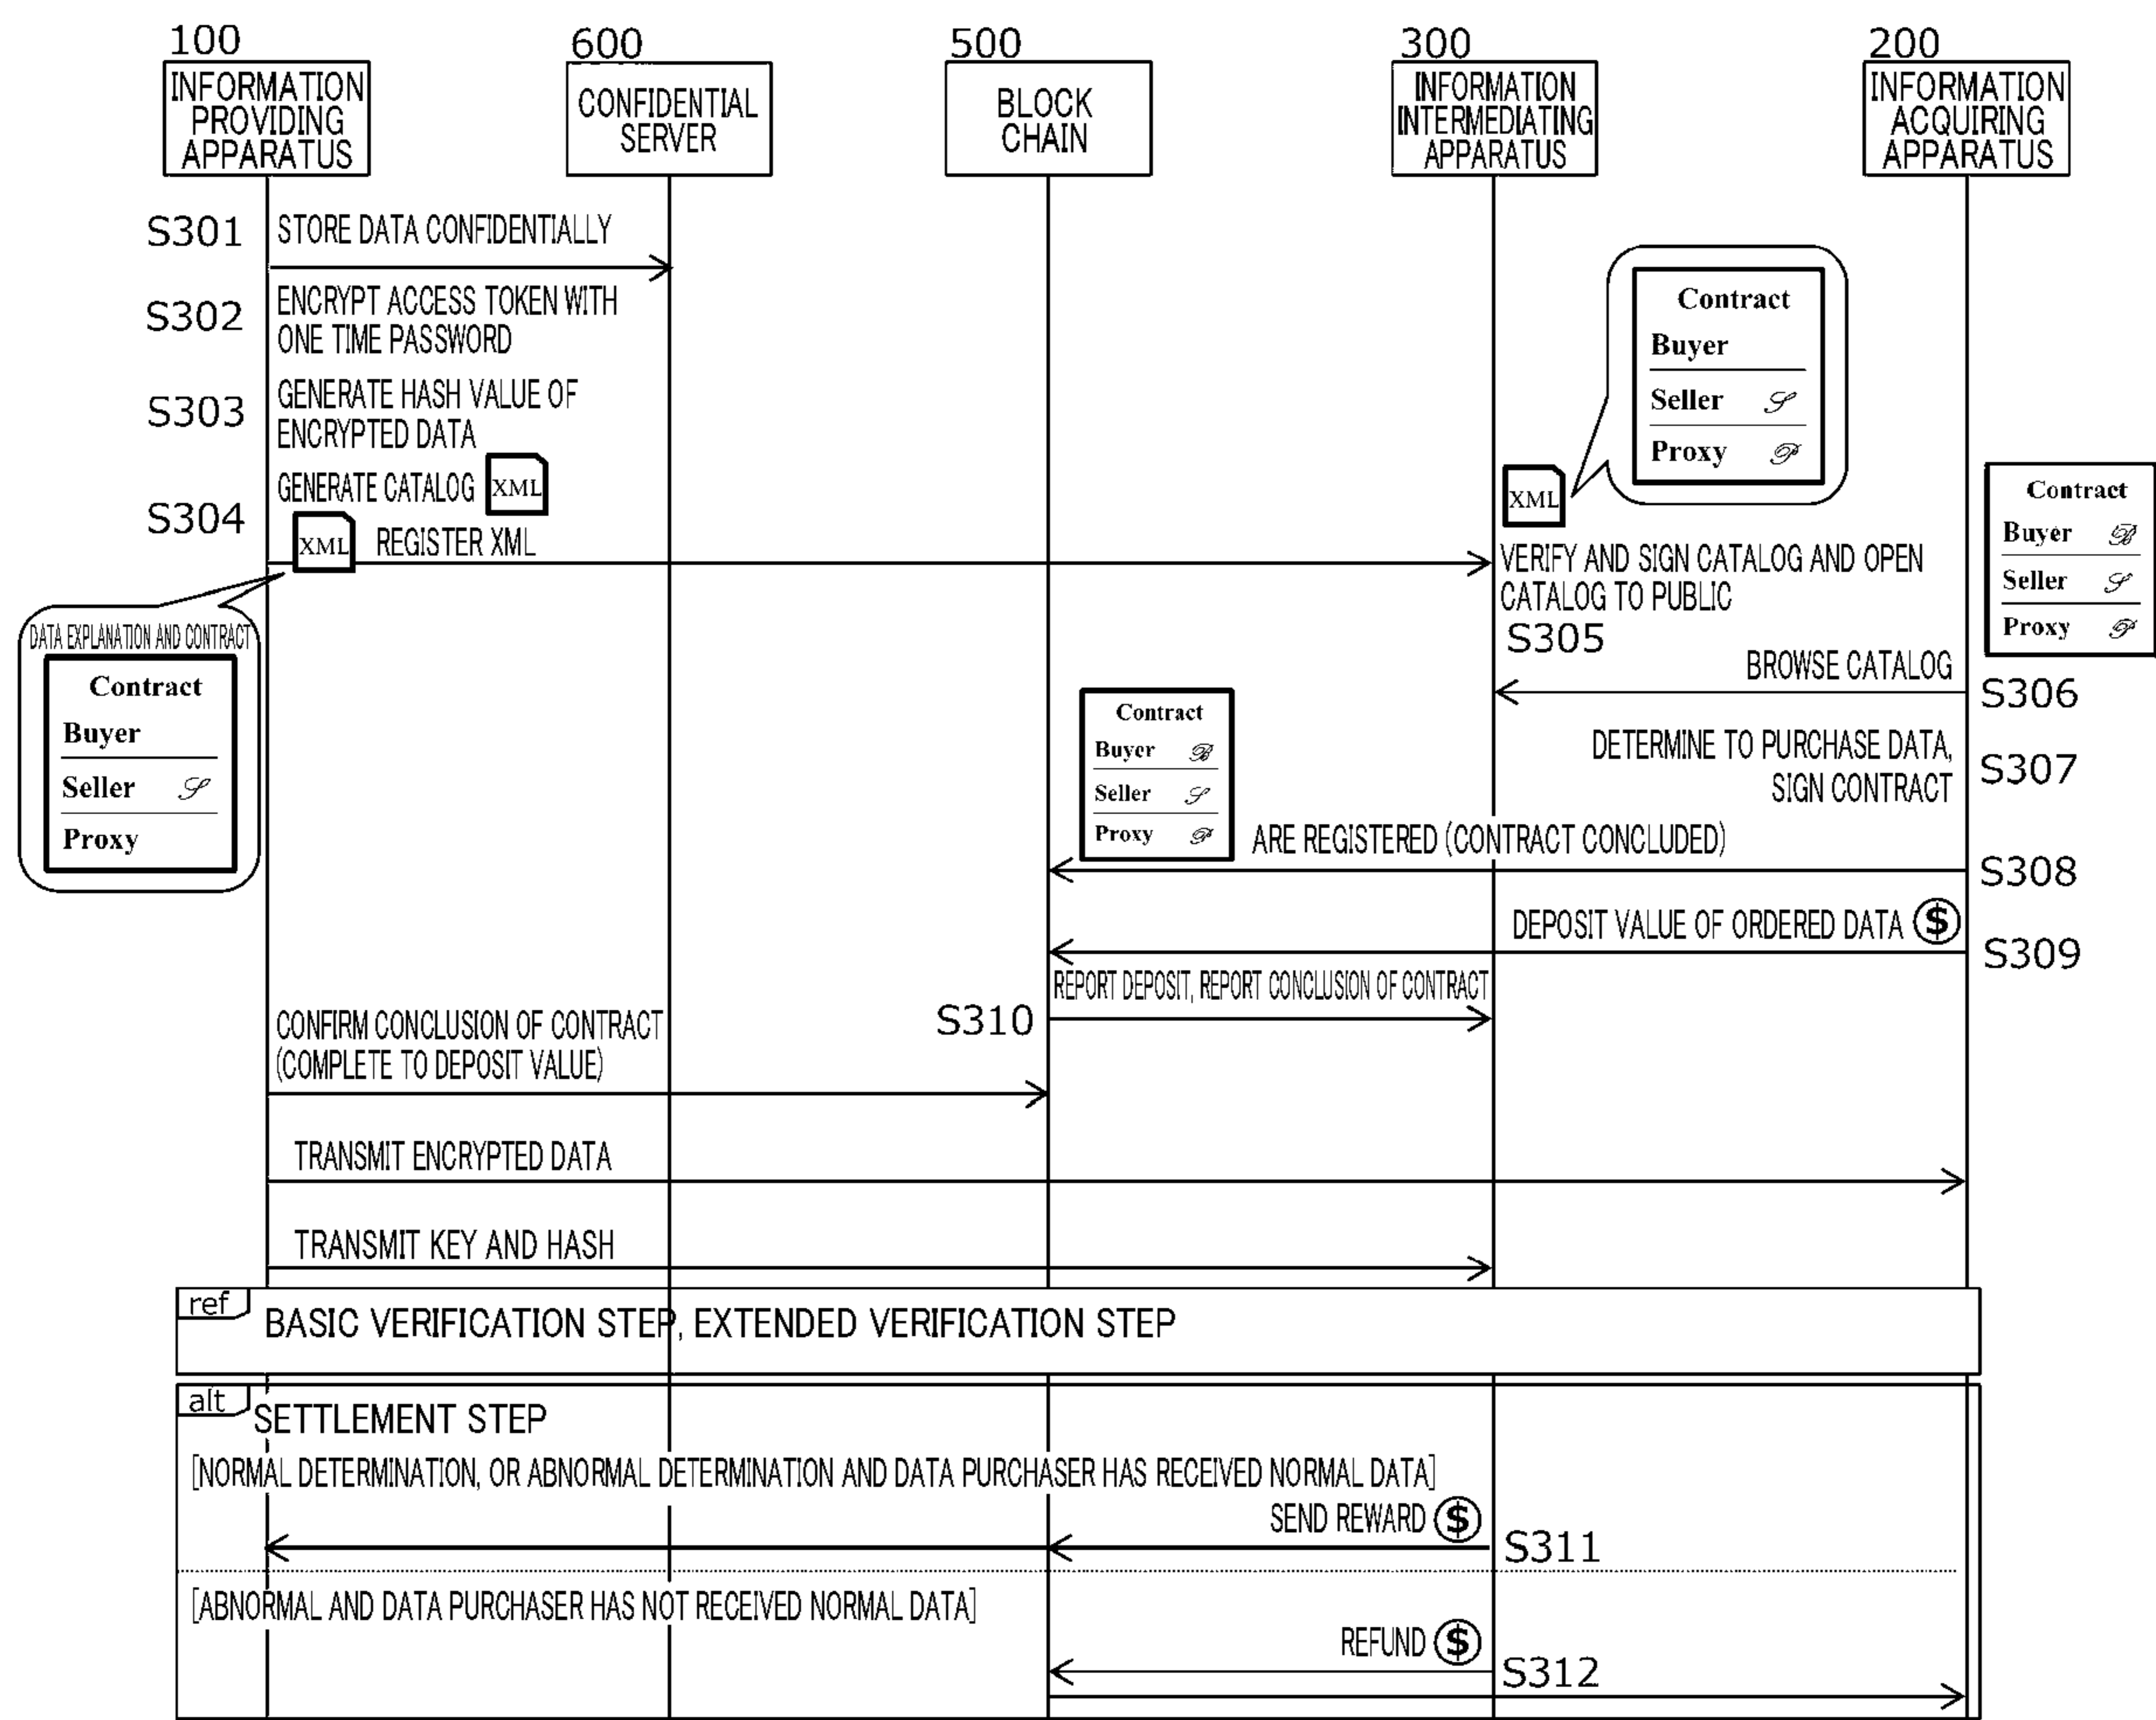 100
600
500
300
200
INFORMATION
PROVIDING
APPARATUS
CONFIDENTIAL
SERVER
BLOCK
CHAIN
INFORMATION
INTERMEDIATING
APPARATUS
INFORMATION
ACQUIRING
APPARATUS
S301
STORE DATA CONFIDENTIALLY
S302
ENCRYPT ACCESS TOKEN WITH
ONE TIME PASSWORD
S303
GENERATE HASH VALUE OF
ENCRYPTED DATA
GENERATE CATALOG XML
S304
XML REGISTER XML
DATA EXPLANATION AND CONTRACT
Contract
Buyer
Seller S
Proxy
Contract
Buyer
Seller S
Proxy P
XML
VERIFY AND SIGN CATALOG AND OPEN
CATALOG TO PUBLIC
S305
Contract
Buyer B
Seller S
Proxy P
BROWSE CATALOG
S306
DETERMINE TO PURCHASE DATA,
SIGN CONTRACT
S307
Contract
Buyer B
Seller S
Proxy P
ARE REGISTERED (CONTRACT CONCLUDED)
S308
DEPOSIT VALUE OF ORDERED DATA $
S309
REPORT DEPOSIT, REPORT CONCLUSION OF CONTRACT
S310
CONFIRM CONCLUSION OF CONTRACT
(COMPLETE TO DEPOSIT VALUE)
TRANSMIT ENCRYPTED DATA
TRANSMIT KEY AND HASH
ref
BASIC VERIFICATION STEP, EXTENDED VERIFICATION STEP
alt
SETTLEMENT STEP
[NORMAL DETERMINATION, OR ABNORMAL DETERMINATION AND DATA PURCHASER HAS RECEIVED NORMAL DATA]
SEND REWARD $
S311
[ABNORMAL AND DATA PURCHASER HAS NOT RECEIVED NORMAL DATA]
REFUND $
S312